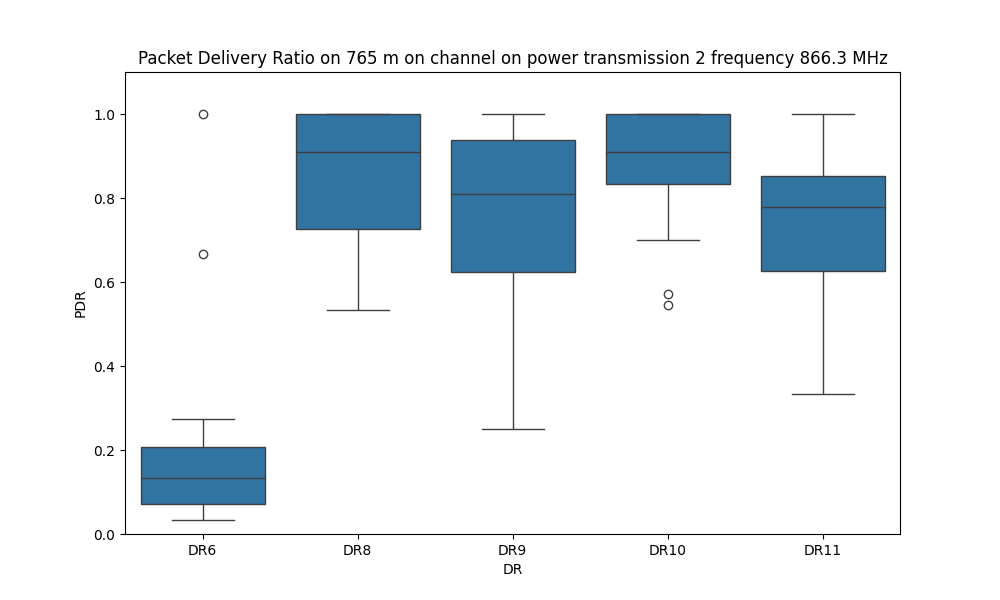 Packet Delivery Ratio on 765 m on channel on power transmission 2 frequency 866.3 MHz
1.0
0.8
0.6
0.4
0.2
0.0
PDR
DR6 DR8 DR9 DR10 DR11
DR